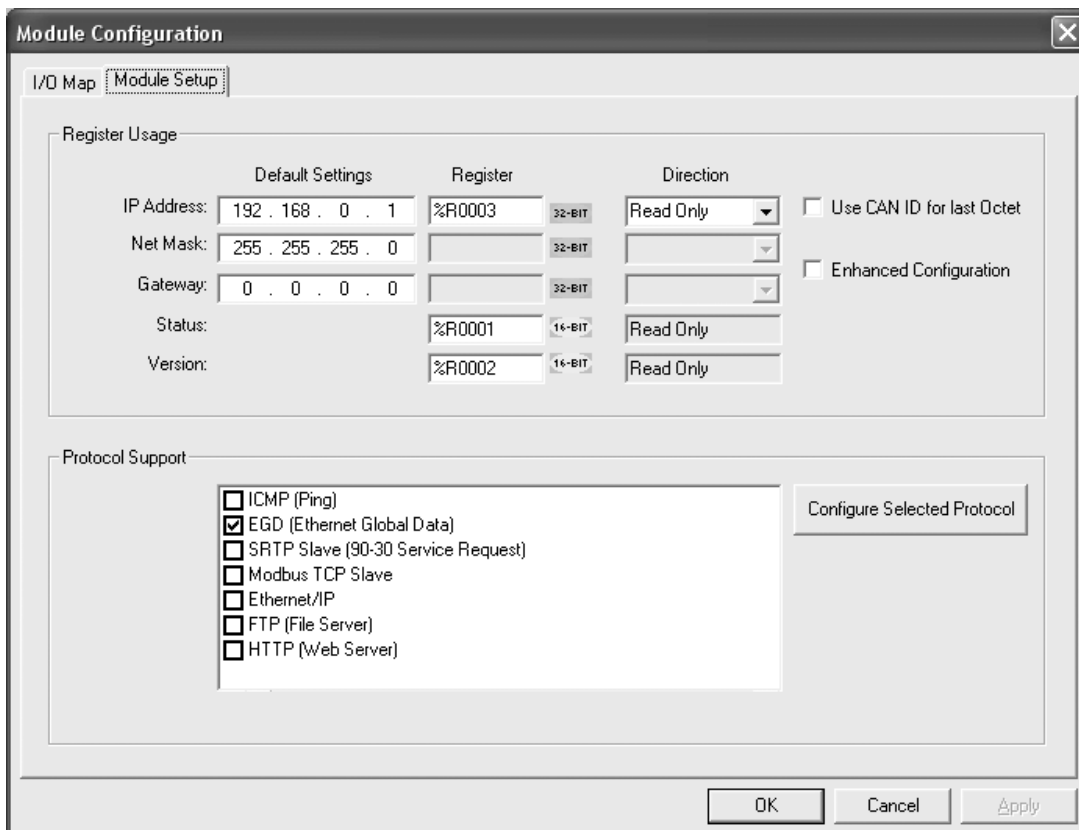 Module Configuration
I/O Map Module Setup
Register Usage
Default Settings Register Direction
IP Address: 192 . 168 . 0 . 1 %R0003 32-BIT Read Only Use CAN ID for last Octet
Net Mask: 255 . 255 . 255 . 0 32-BIT
Enhanced Configuration
Gateway: 0 . 0 . 0 . 0 32-BIT
Status: %R0001 16-BIT Read Only
Version: %R0002 16-BIT Read Only
Protocol Support
ICMP (Ping)
EGD (Ethernet Global Data)
SRTP Slave (90-30 Service Request)
Modbus TCP Slave
Ethernet/IP
FTP (File Server)
HTTP (Web Server)
Configure Selected Protocol
OK Cancel Apply